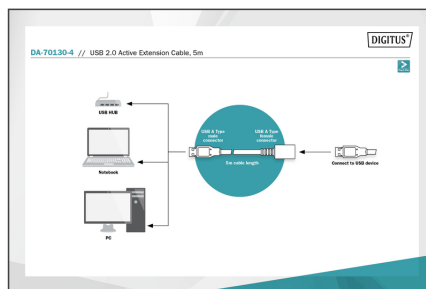 DIGITUS®
DA-70130-4 // USB 2.0 Active Extension Cable, 5m
USB HUB
USB A Type
male
connector
USB A Type
female
connector
5m cable length
Notebook
Connect to USB device
PC